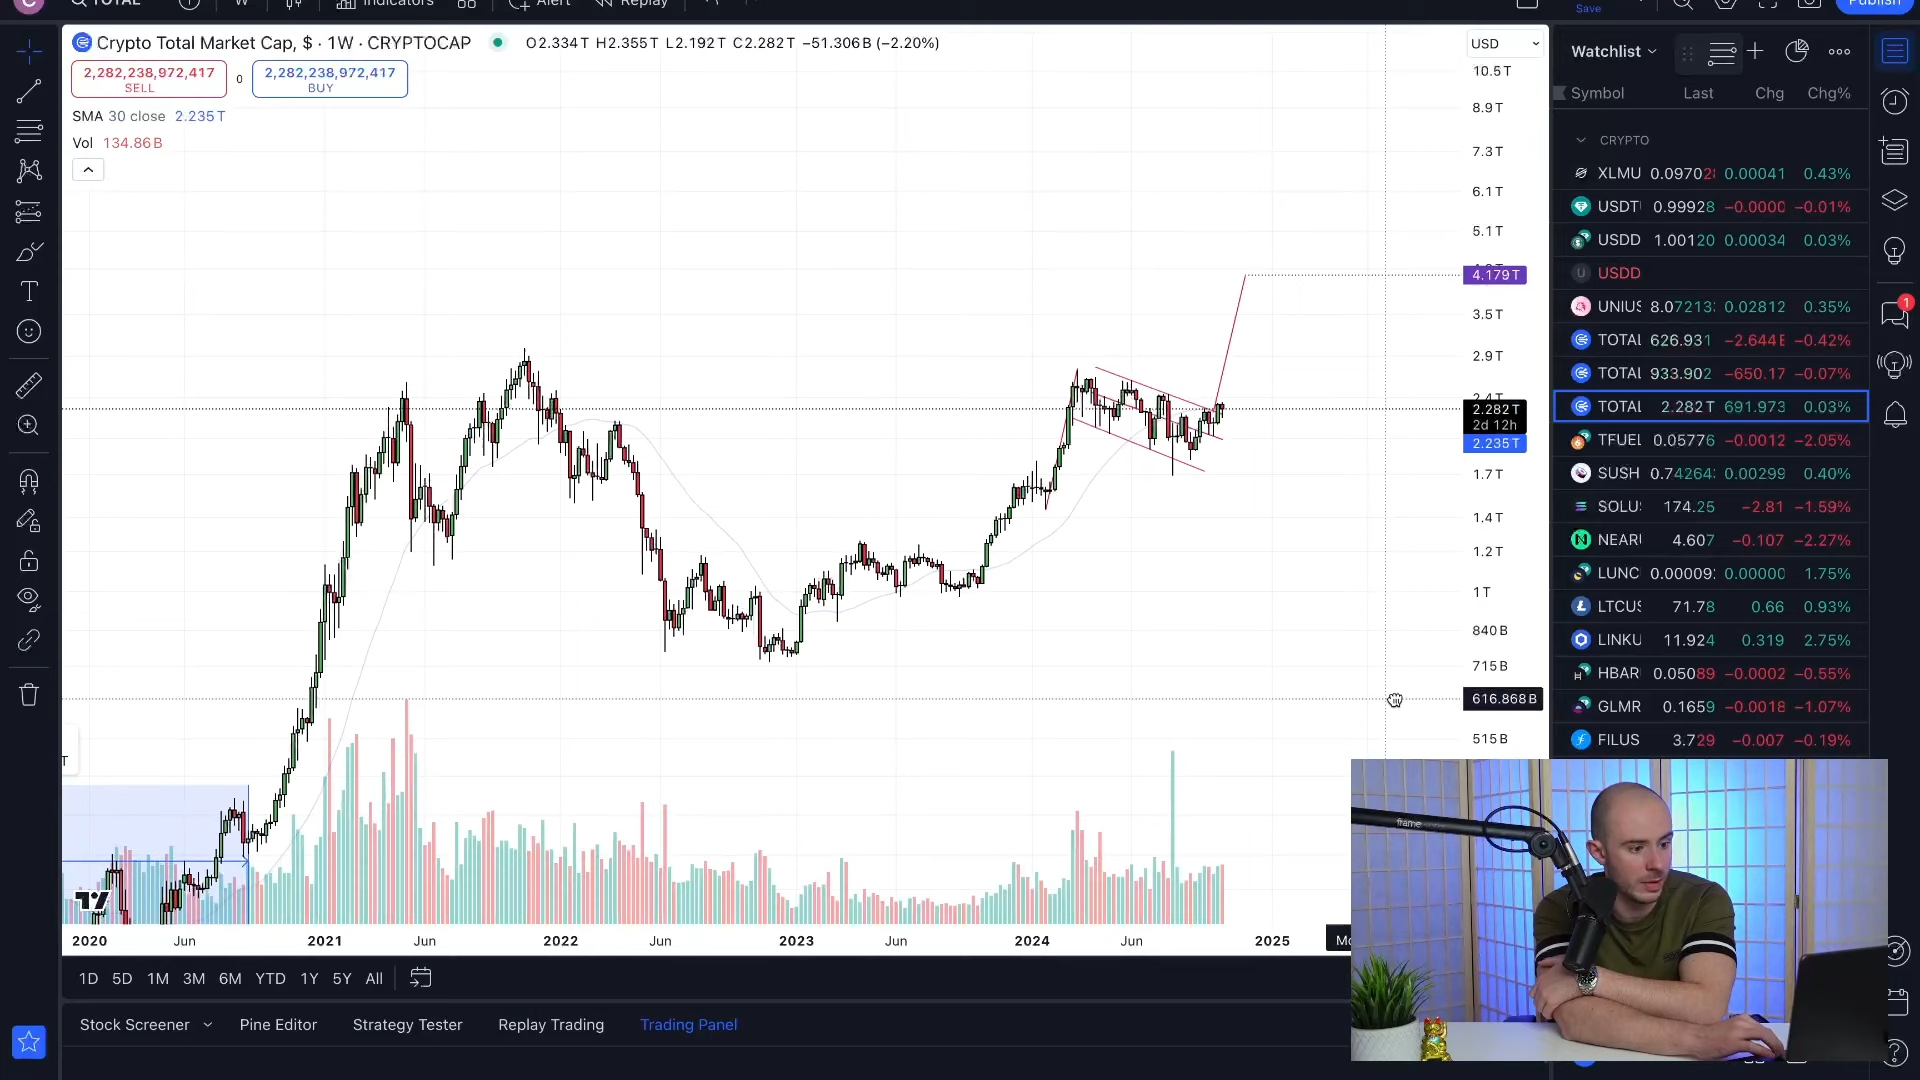 TOTAL
W
Indicators
Alert
Replay
Save
Publish
Crypto Total Market Cap, $ · 1W · CRYPTOCAP
O2.334T H2.355T L2.192T C2.282T −51.306B (−2.20%)
2,282,238,972,417
SELL
0
2,282,238,972,417
BUY
SMA 30 close 2.235T
Vol 134.86B
USD
10.5T
8.9T
7.3T
6.1T
5.1T
4.179T
3.5T
2.9T
2.4T
2.282T
2d 12h
2.235T
1.7T
1.4T
1.2T
1T
840B
715B
616.868B
515B
T
2020 Jun 2021 Jun 2022 Jun 2023 Jun 2024 Jun 2025
1D 5D 1M 3M 6M YTD 1Y 5Y All
Stock Screener Pine Editor Strategy Tester Replay Trading Trading Panel
Watchlist
Symbol Last Chg Chg%
CRYPTO
XLMU 0.09702 0.00041 0.43%
USDT 0.99928 −0.0000 −0.01%
USDD 1.00120 0.00034 0.03%
U USDD
UNIUS 8.07213 0.02812 0.35%
TOTAL 626.931 −2.644 −0.42%
TOTAL 933.902 −650.17 −0.07%
TOTAL 2.282T 691.973 0.03%
TFUEL 0.05776 −0.0012 −2.05%
SUSH 0.74264 0.00299 0.40%
SOLUS 174.25 −2.81 −1.59%
NEARU 4.607 −0.107 −2.27%
LUNC 0.000093 0.00000 1.75%
LTCUS 71.78 0.66 0.93%
LINKU 11.924 0.319 2.75%
HBAR 0.05089 −0.0002 −0.55%
GLMR 0.1659 −0.0018 −1.07%
FILUS 3.729 −0.007 −0.19%
1
frame